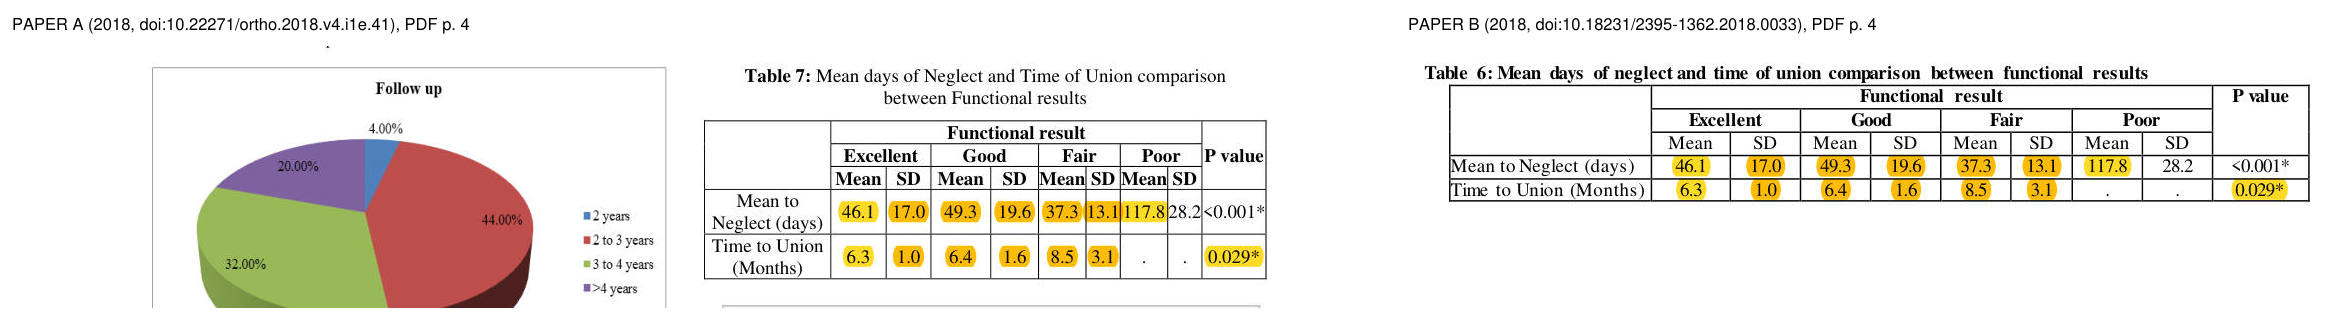 PAPER A (2018, doi:10.22271/ortho.2018.v4.i1e.41), PDF p. 4
Follow up
4.00%
20.00%
44.00%
32.00%
2 years
2 to 3 years
3 to 4 years
>4 years
Table 7: Mean days of Neglect and Time of Union comparison
between Functional results
Functional result
Excellent Good Fair Poor P value
Mean SD Mean SD Mean SD Mean SD
Mean to
Neglect (days) 46.1 17.0 49.3 19.6 37.3 13.1 117.8 28.2 <0.001*
Time to Union
(Months) 6.3 1.0 6.4 1.6 8.5 3.1 . . 0.029*
PAPER B (2018, doi:10.18231/2395-1362.2018.0033), PDF p. 4
Table 6: Mean days of neglect and time of union comparison between functional results
Functional result P value
Excellent Good Fair Poor
Mean SD Mean SD Mean SD Mean SD
Mean to Neglect (days) 46.1 17.0 49.3 19.6 37.3 13.1 117.8 28.2 <0.001*
Time to Union (Months) 6.3 1.0 6.4 1.6 8.5 3.1 . . 0.029*